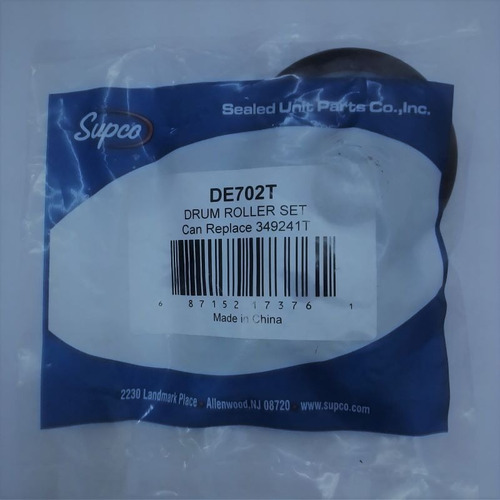 Supco
Sealed Unit Parts Co.,Inc.
DE702T
DRUM ROLLER SET
Can Replace 349241T
6 87152 17376 1
Made in China
2230 Landmark Place • Allenwood,NJ 08720 • www.supco.com